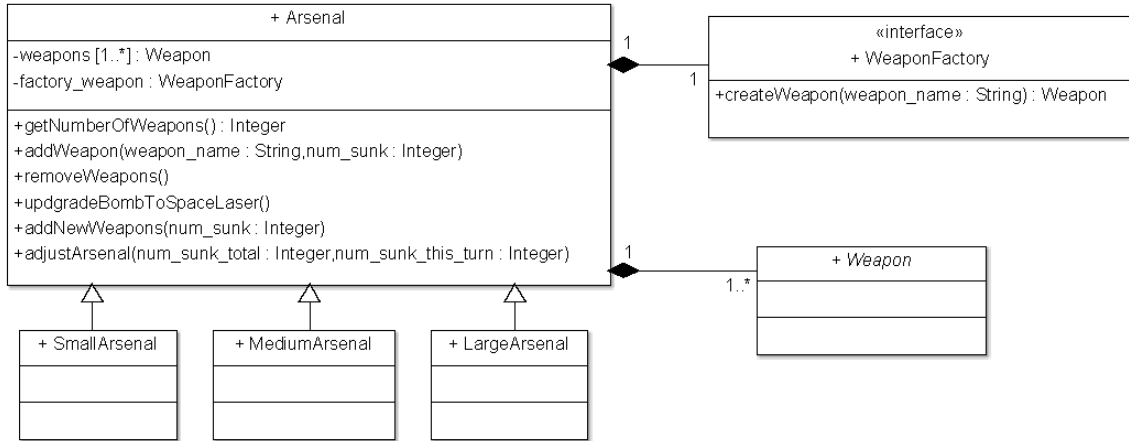 + Arsenal
-weapons [1..*] : Weapon
-factory_weapon : WeaponFactory
+getNumberOfWeapons() : Integer
+addWeapon(weapon_name : String,num_sunk : Integer)
+removeWeapons()
+updgradeBombToSpaceLaser()
+addNewWeapons(num_sunk : Integer)
+adjustArsenal(num_sunk_total : Integer,num_sunk_this_turn : Integer)
1
1
«interface»
+ WeaponFactory
+createWeapon(weapon_name : String) : Weapon
1
1..*
+ Weapon
+ SmallArsenal
+ MediumArsenal
+ LargeArsenal